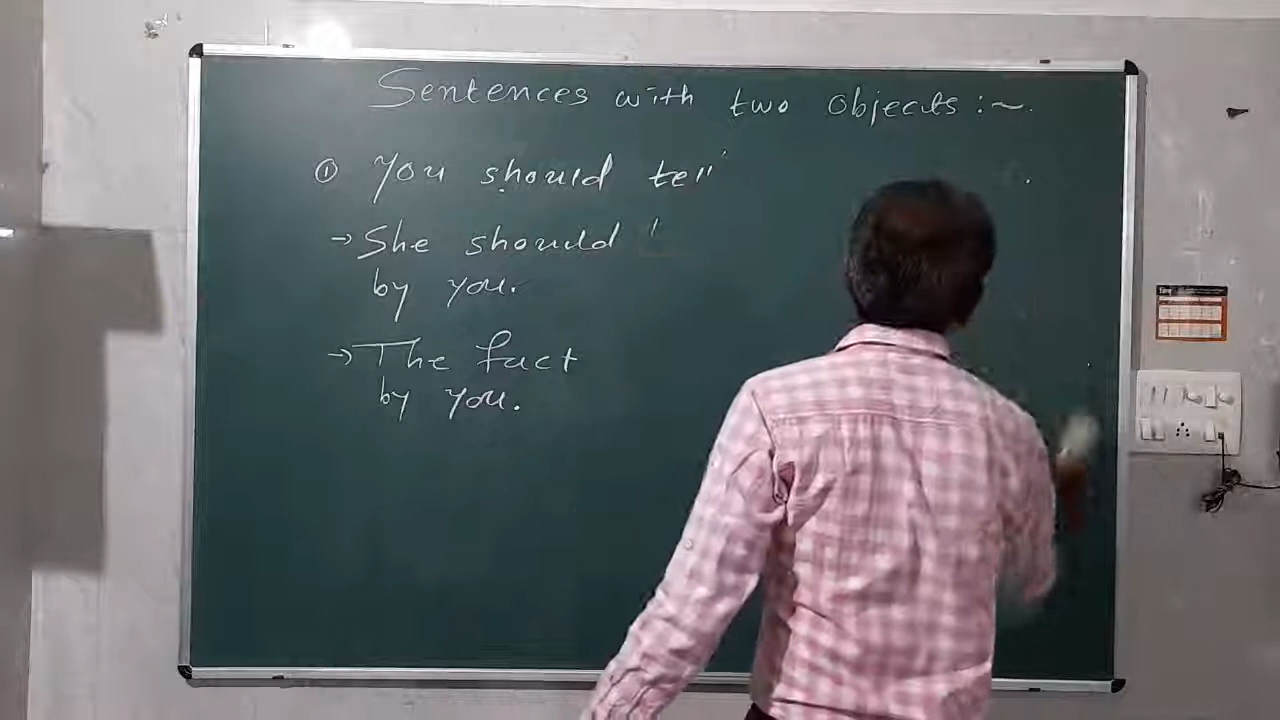 Sentences with two objects :~
① You should tell
→ She should
by you.
→ The fact
by you.